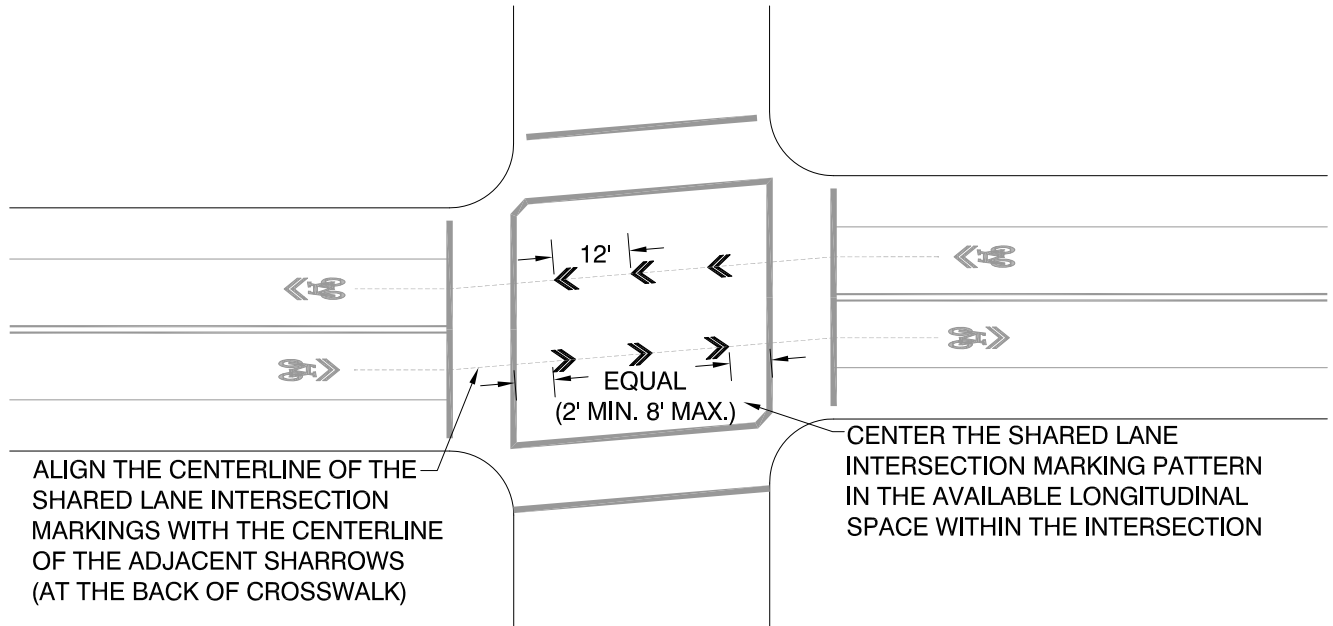 12'
EQUAL
(2' MIN. 8' MAX.)
ALIGN THE CENTERLINE OF THE
SHARED LANE INTERSECTION
MARKINGS WITH THE CENTERLINE
OF THE ADJACENT SHARROWS
(AT THE BACK OF CROSSWALK)
CENTER THE SHARED LANE
INTERSECTION MARKING PATTERN
IN THE AVAILABLE LONGITUDINAL
SPACE WITHIN THE INTERSECTION